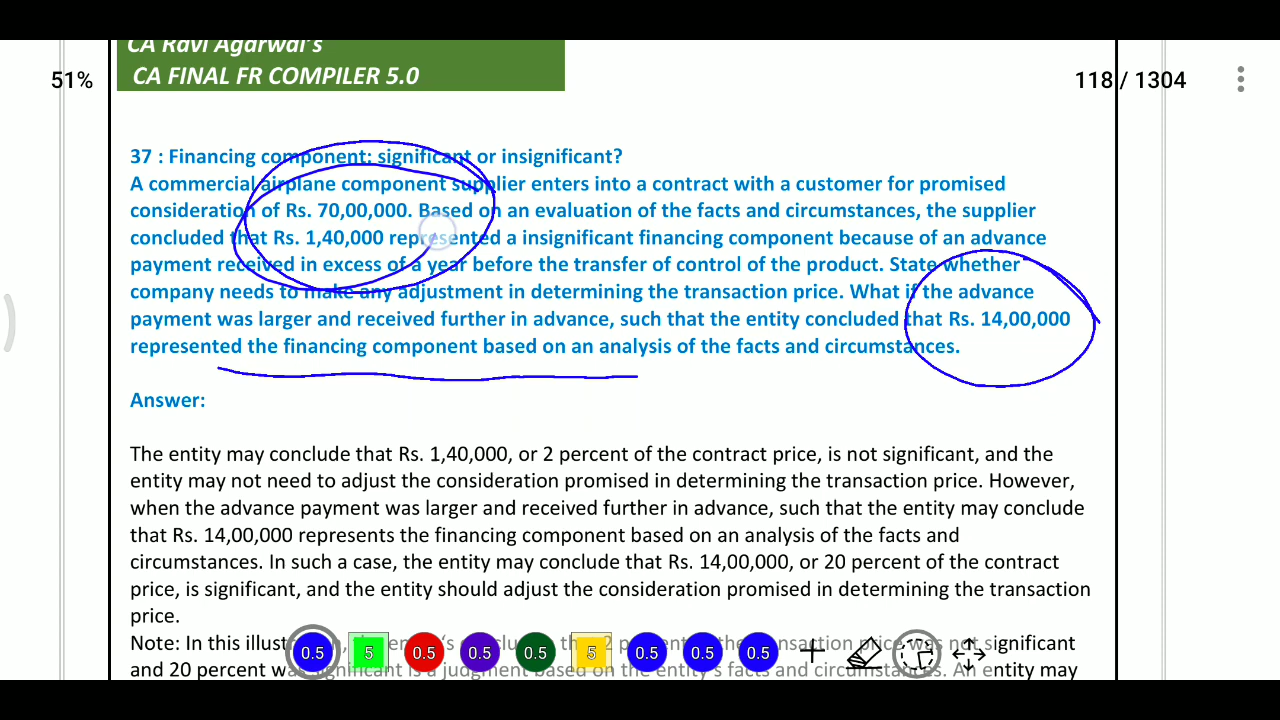 CA Ravi Agarwal's
CA FINAL FR COMPILER 5.0
51%
118 / 1304
37 : Financing component: significant or insignificant?
A commercial airplane component supplier enters into a contract with a customer for promised
consideration of Rs. 70,00,000. Based on an evaluation of the facts and circumstances, the supplier
concluded that Rs. 1,40,000 represented a insignificant financing component because of an advance
payment received in excess of a year before the transfer of control of the product. State whether
company needs to make any adjustment in determining the transaction price. What if the advance
payment was larger and received further in advance, such that the entity concluded that Rs. 14,00,000
represented the financing component based on an analysis of the facts and circumstances.
Answer:
The entity may conclude that Rs. 1,40,000, or 2 percent of the contract price, is not significant, and the
entity may not need to adjust the consideration promised in determining the transaction price. However,
when the advance payment was larger and received further in advance, such that the entity may conclude
that Rs. 14,00,000 represents the financing component based on an analysis of the facts and
circumstances. In such a case, the entity may conclude that Rs. 14,00,000, or 20 percent of the contract
price, is significant, and the entity should adjust the consideration promised in determining the transaction
price.
Note: In this illust 2 p not significant
and 20 percent w significant is a judgment based on the entity's facts and circumstances. An entity may
0.5 5 0.5 0.5 0.5 5 0.5 0.5 0.5